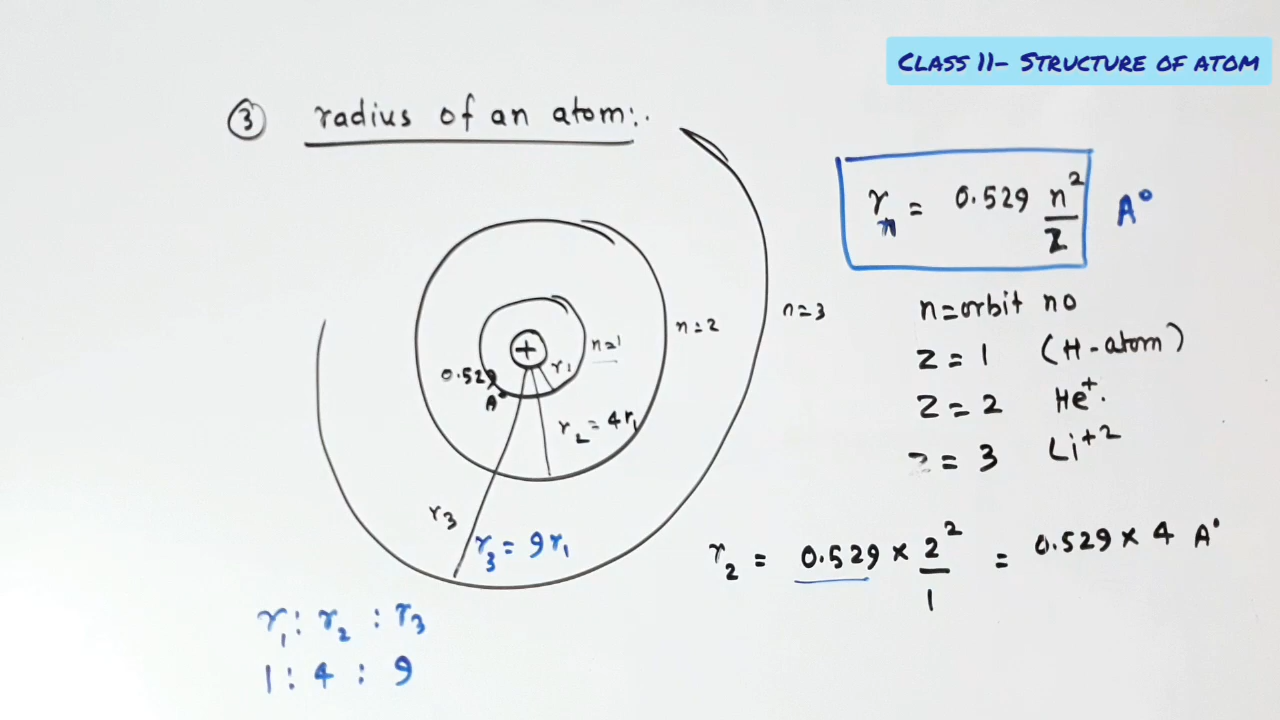 CLASS 11- STRUCTURE OF ATOM
③ radius of an atom:.
r_n = 0.529 n²/Z A°
n=orbit no
Z = 1 (H-atom)
Z = 2 He⁺.
Z = 3 Li⁺²
n=1
n=2
n=3
0.529 A°
r₁
r₂ = 4r₁
r₃
r₃ = 9r₁
r₂ = 0.529 × 2²/1 = 0.529 × 4 A°
r₁ : r₂ : r₃
1 : 4 : 9